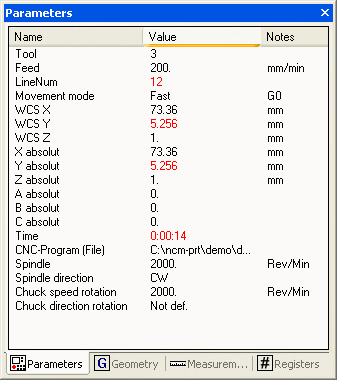 Parameters
Name Value Notes
Tool 3
Feed 200. mm/min
LineNum 12
Movement mode Fast G0
WCS X 73.36 mm
WCS Y 5.256 mm
WCS Z 1. mm
X absolut 73.36 mm
Y absolut 5.256 mm
Z absolut 1. mm
A absolut 0.
B absolut 0.
C absolut 0.
Time 0:00:14
CNC-Program (File) C:\ncm-prt\demo\d...
Spindle 2000. Rev/Min
Spindle direction CW
Chuck speed rotation 2000. Rev/Min
Chuck direction rotation Not def.
Parameters G Geometry Measurem... # Registers